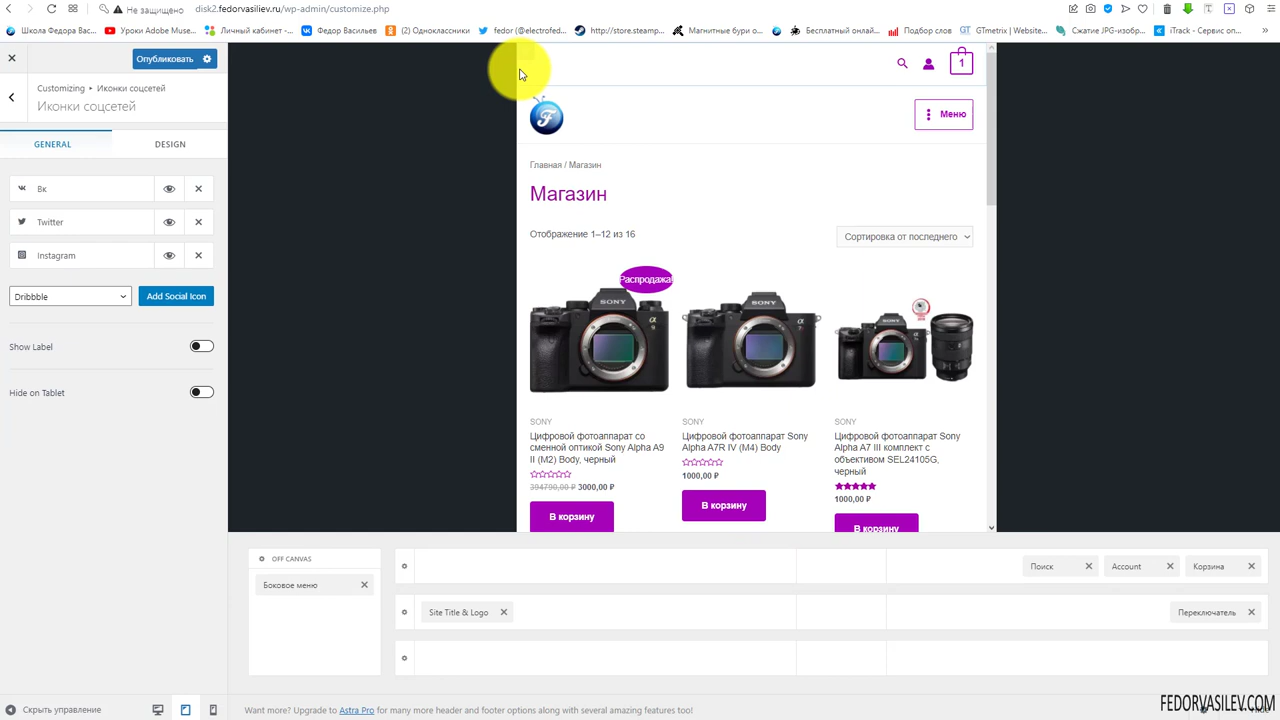 Не защищено disk2.fedorvasiliev.ru/wp-admin/customize.php
Школа Федора Вас...
Уроки Adobe Muse...
Личный кабинет -...
Федор Васильев
(2) Одноклассники
fedor (@electrofed...
http://store.steamp...
Магнитные бури о...
Бесплатный онлай...
Подбор слов
GTmetrix | Website...
Сжатие JPG-изобр...
iTrack - Сервис оп...
Опубликовать
Customizing ▸ Иконки соцсетей
Иконки соцсетей
GENERAL
DESIGN
Вк
Twitter
Instagram
Dribbble
Add Social Icon
Show Label
Hide on Tablet
1
Меню
Главная / Магазин
Магазин
Отображение 1–12 из 16
Сортировка от последнего
Распродажа!
SONY
Цифровой фотоаппарат со
сменной оптикой Sony Alpha A9
II (M2) Body, черный
394790,00 ₽ 3000,00 ₽
В корзину
SONY
Цифровой фотоаппарат Sony
Alpha A7R IV (M4) Body
1000,00 ₽
В корзину
SONY
Цифровой фотоаппарат Sony
Alpha A7 III комплект с
объективом SEL24105G,
черный
1000,00 ₽
В корзину
OFF CANVAS
Боковое меню
Поиск
Account
Корзина
Site Title & Logo
Переключатель
Скрыть управление
Want more? Upgrade to Astra Pro for many more header and footer options along with several amazing features too!
FEDORVASILEV.COM